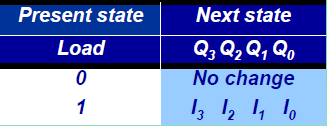 Present state Next state
Load Q3 Q2 Q1 Q0
0 No change
1 I3 I2 I1 I0